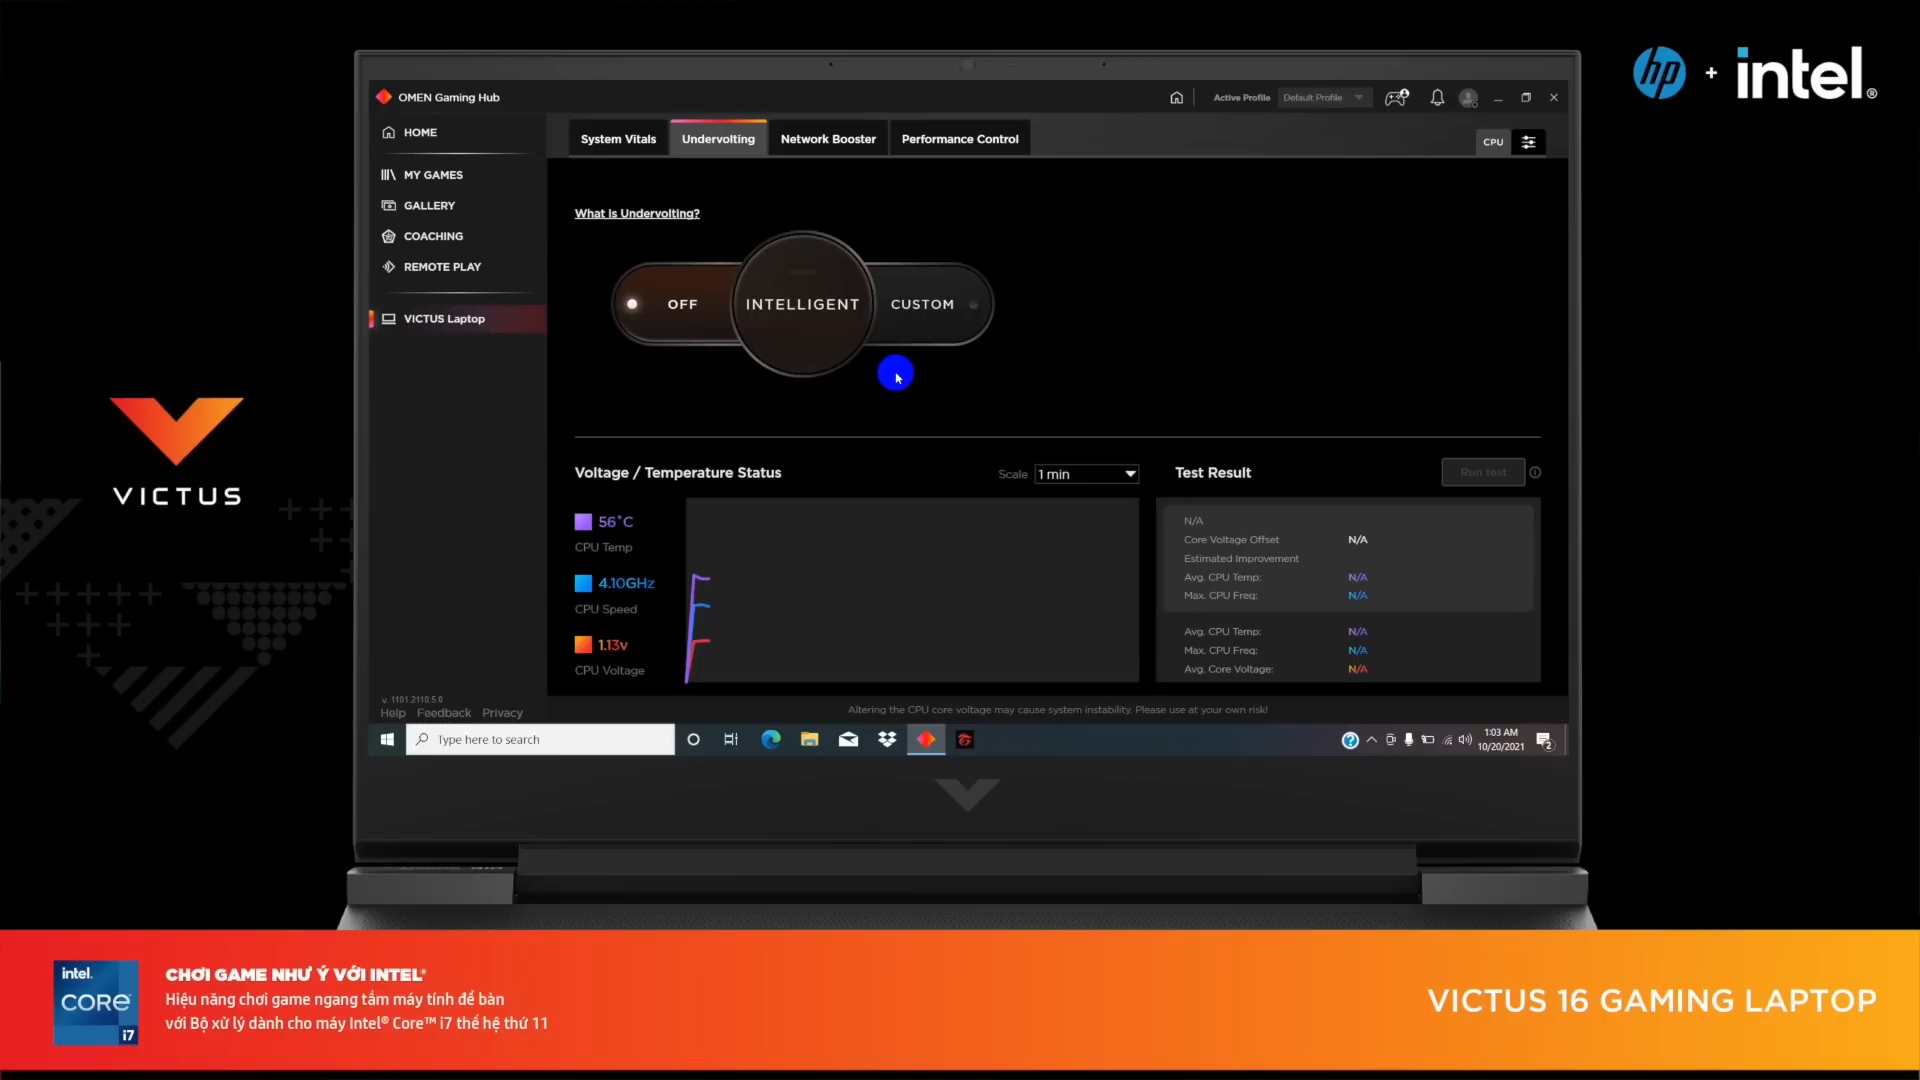 hp + intel®
OMEN Gaming Hub
Active Profile
Default Profile
HOME
MY GAMES
GALLERY
COACHING
REMOTE PLAY
VICTUS Laptop
System Vitals
Undervolting
Network Booster
Performance Control
CPU
What is Undervolting?
OFF
INTELLIGENT
CUSTOM
VICTUS
Voltage / Temperature Status
Scale
1 min
56°C
CPU Temp
4.10GHz
CPU Speed
1.13v
CPU Voltage
Test Result
Run test
N/A
Core Voltage Offset N/A
Estimated Improvement
Avg. CPU Temp: N/A
Max. CPU Freq: N/A
Avg. CPU Temp: N/A
Max. CPU Freq: N/A
Avg. Core Voltage: N/A
v. 1101.2110.5.0
Help Feedback Privacy
Altering the CPU core voltage may cause system instability. Please use at your own risk!
Type here to search
1:03 AM
10/20/2021
2
intel.
CORE
i7
CHƠI GAME NHƯ Ý VỚI INTEL®
Hiệu năng chơi game ngang tầm máy tính để bàn
với Bộ xử lý dành cho máy Intel® Core™ i7 thế hệ thứ 11
VICTUS 16 GAMING LAPTOP